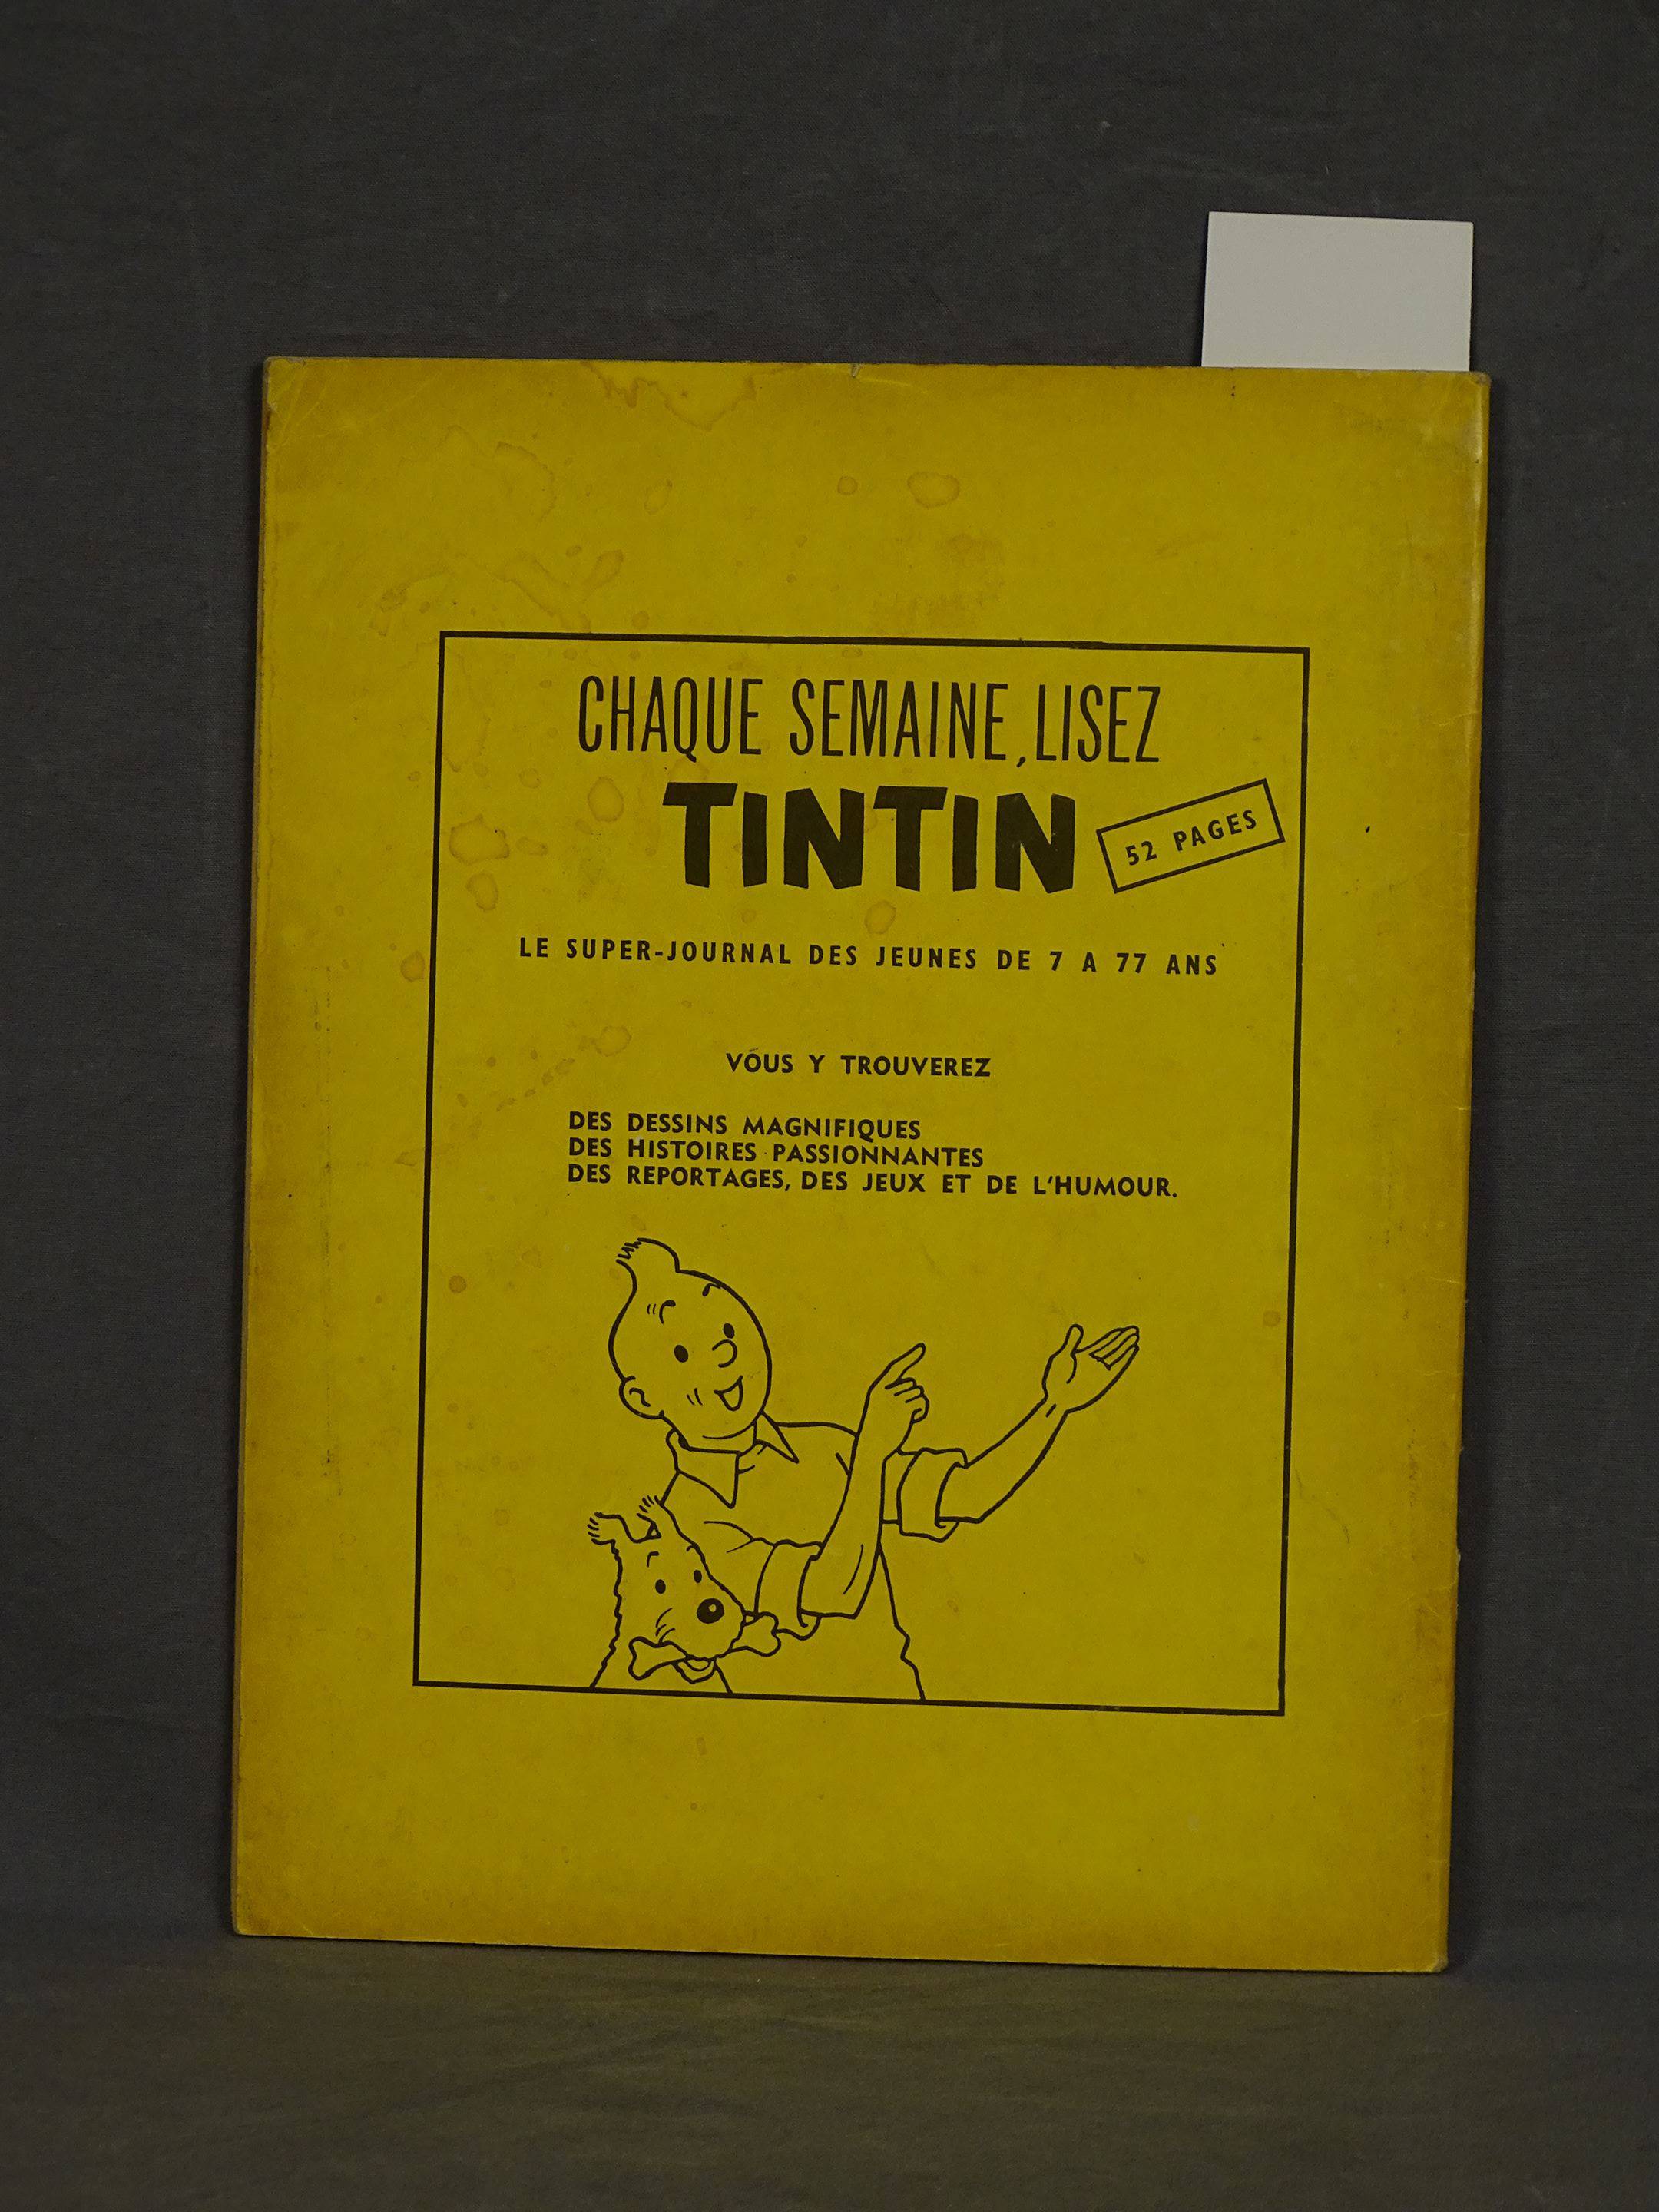 CHAQUE SEMAINE, LISEZ
TINTIN
52 PAGES
LE SUPER-JOURNAL DES JEUNES DE 7 A 77 ANS
VOUS Y TROUVEREZ
DES DESSINS MAGNIFIQUES
DES HISTOIRES PASSIONNANTES
DES REPORTAGES, DES JEUX ET DE L'HUMOUR.